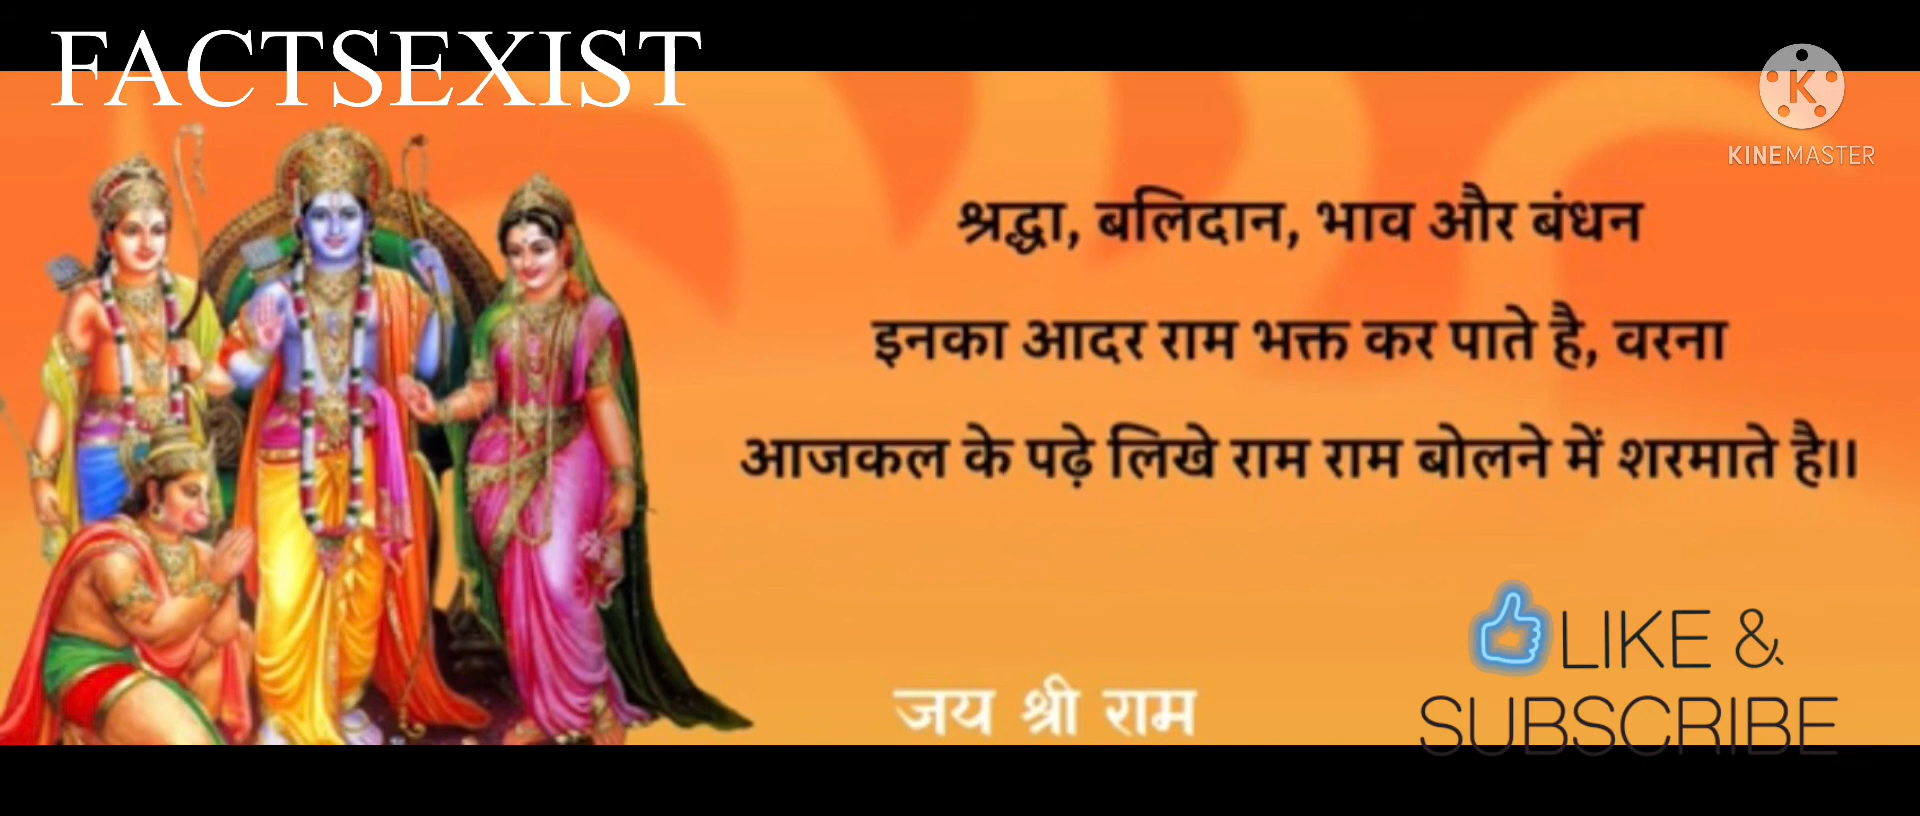 FACTSEXIST
K
KINEMASTER
श्रद्धा, बलिदान, भाव और बंधन
इनका आदर राम भक्त कर पाते है, वरना
आजकल के पढ़े लिखे राम राम बोलने में शरमाते है।।
LIKE &
SUBSCRIBE
जय श्री राम